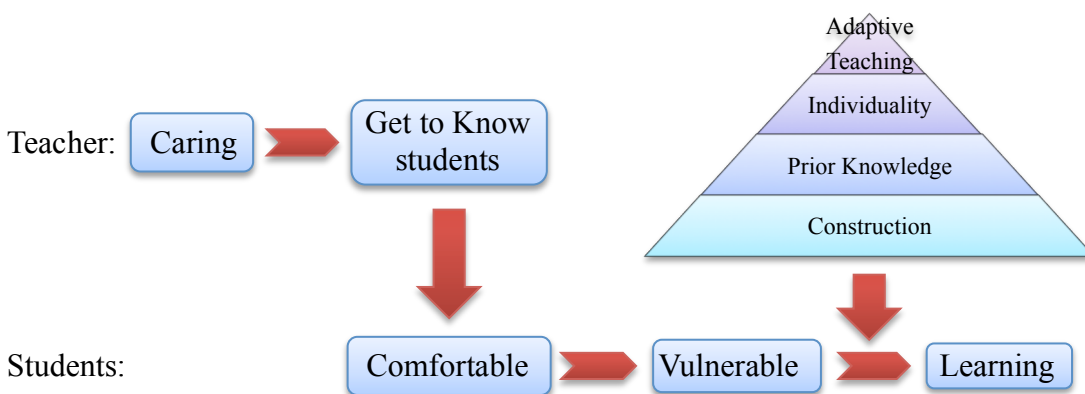 Teacher:
Caring
Get to Know
students
Adaptive
Teaching
Individuality
Prior Knowledge
Construction
Students:
Comfortable
Vulnerable
Learning